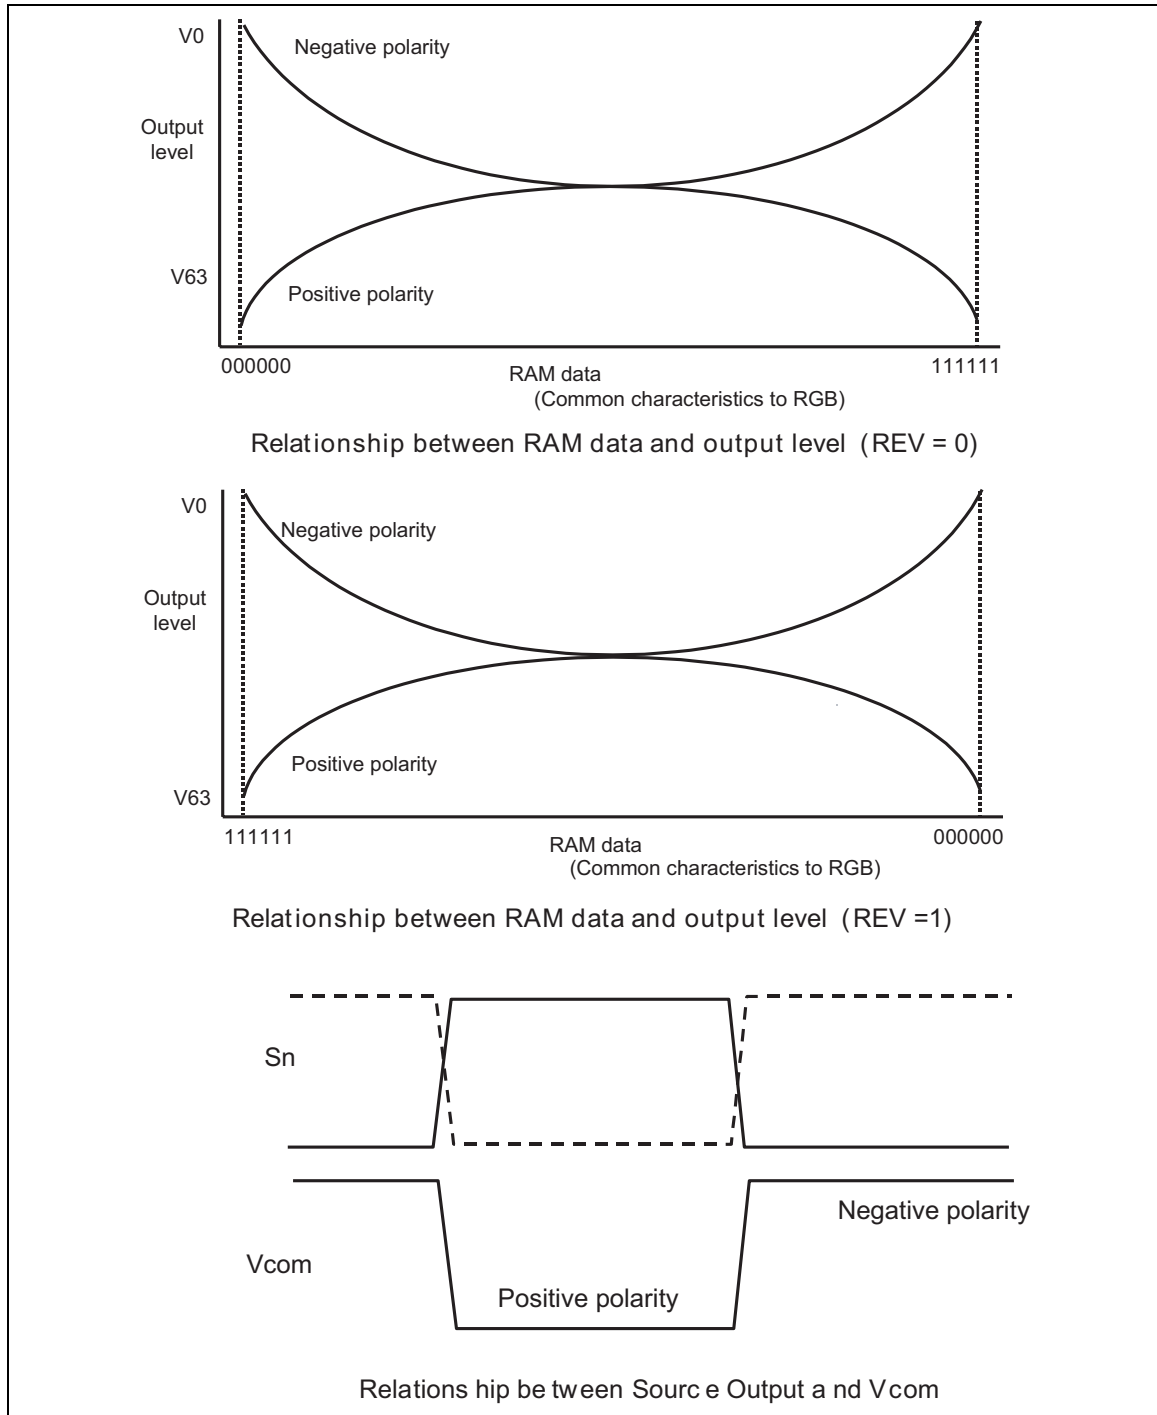 V0
Negative polarity
Output
level
V63
Positive polarity
000000
111111
RAM data
(Common characteristics to RGB)
Relationship between RAM data and output level (REV = 0)
V0
Negative polarity
Output
level
Positive polarity
V63
111111
000000
RAM data
(Common characteristics to RGB)
Relationship between RAM data and output level (REV =1)
Sn
Negative polarity
Vcom
Positive polarity
Relations hip be tween Sourc e Output a nd Vcom